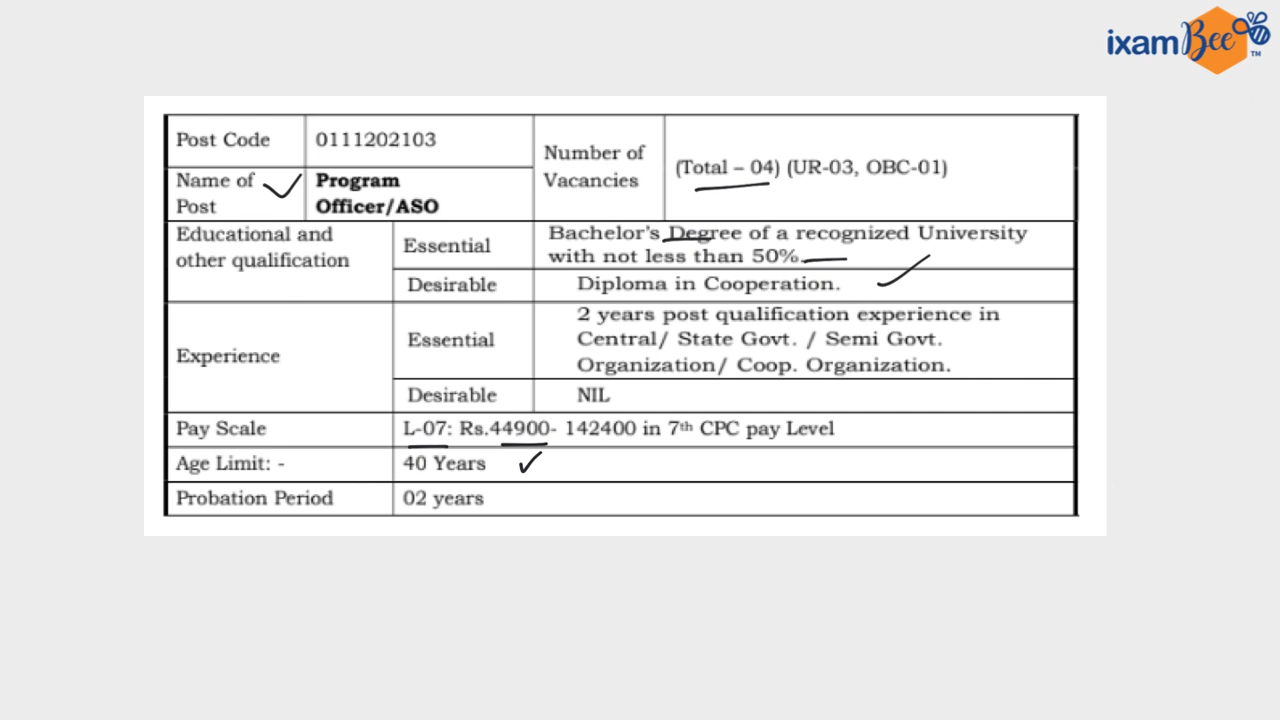 ixamBee™
Post Code
0111202103
Number of
Vacancies
(Total – 04) (UR-03, OBC-01)
Name of
Post
Program
Officer/ASO
Educational and
other qualification
Essential
Bachelor's Degree of a recognized University
with not less than 50%.
Desirable
Diploma in Cooperation.
Experience
Essential
2 years post qualification experience in
Central/ State Govt. / Semi Govt.
Organization/ Coop. Organization.
Desirable
NIL
Pay Scale
L-07: Rs.44900- 142400 in 7th CPC pay Level
Age Limit: -
40 Years
Probation Period
02 years